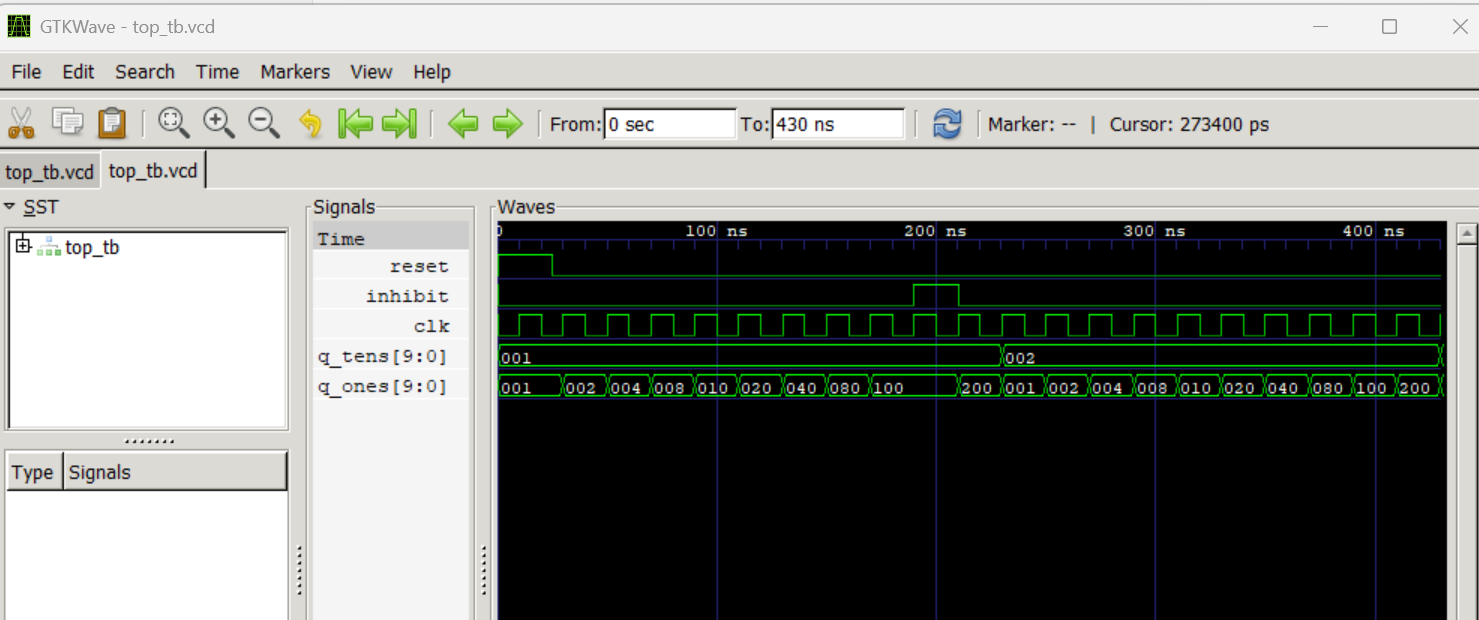 GTKWave - top_tb.vcd
File Edit Search Time Markers View Help
From: 0 sec To: 430 ns Marker: -- | Cursor: 273400 ps
top_tb.vcd top_tb.vcd
SST
top_tb
Type Signals
Signals
Time
reset
inhibit
clk
q_tens[9:0]
q_ones[9:0]
Waves
0 100 ns 200 ns 300 ns 400 ns
001 002
001 002 004 008 010 020 040 080 100 200 001 002 004 008 010 020 040 080 100 200